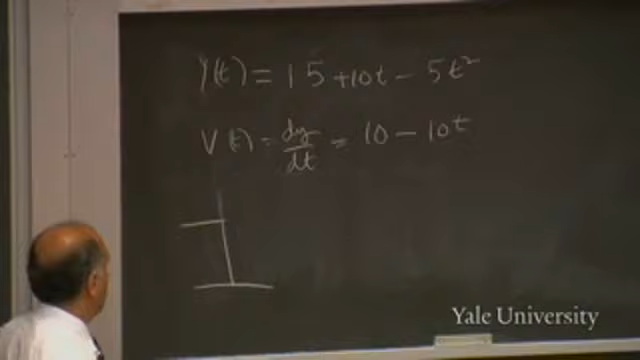 Y(t) = 15 + 10t - 5t²
V(t) = dy/dt = 10 - 10t
Yale University